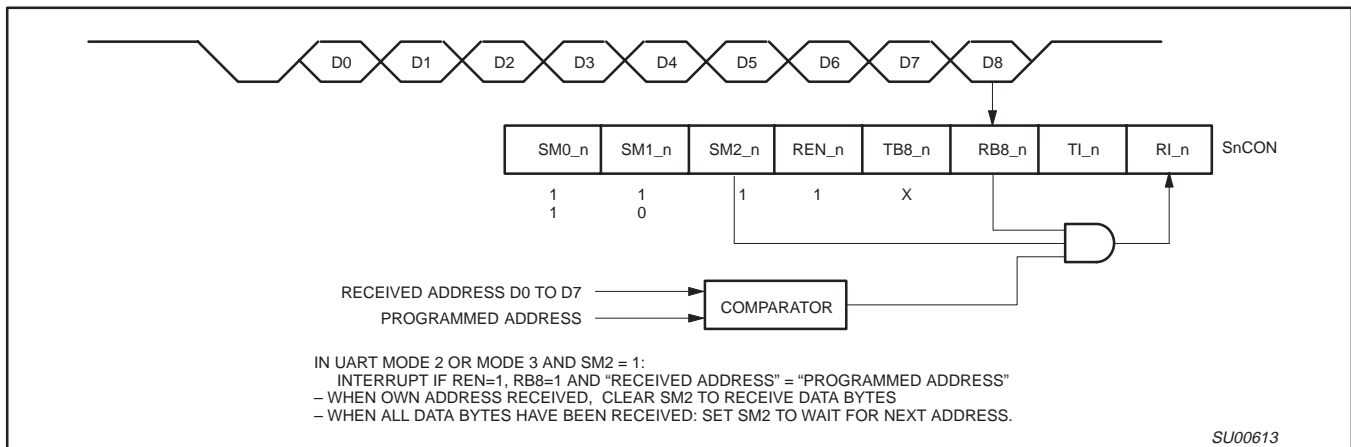 D0 D1 D2 D3 D4 D5 D6 D7 D8
SM0_n SM1_n SM2_n REN_n TB8_n RB8_n TI_n RI_n SnCON
1 1 1 1 X
1 0
RECEIVED ADDRESS D0 TO D7
PROGRAMMED ADDRESS
COMPARATOR
IN UART MODE 2 OR MODE 3 AND SM2 = 1:
INTERRUPT IF REN=1, RB8=1 AND “RECEIVED ADDRESS” = “PROGRAMMED ADDRESS”
– WHEN OWN ADDRESS RECEIVED, CLEAR SM2 TO RECEIVE DATA BYTES
– WHEN ALL DATA BYTES HAVE BEEN RECEIVED: SET SM2 TO WAIT FOR NEXT ADDRESS.
SU00613